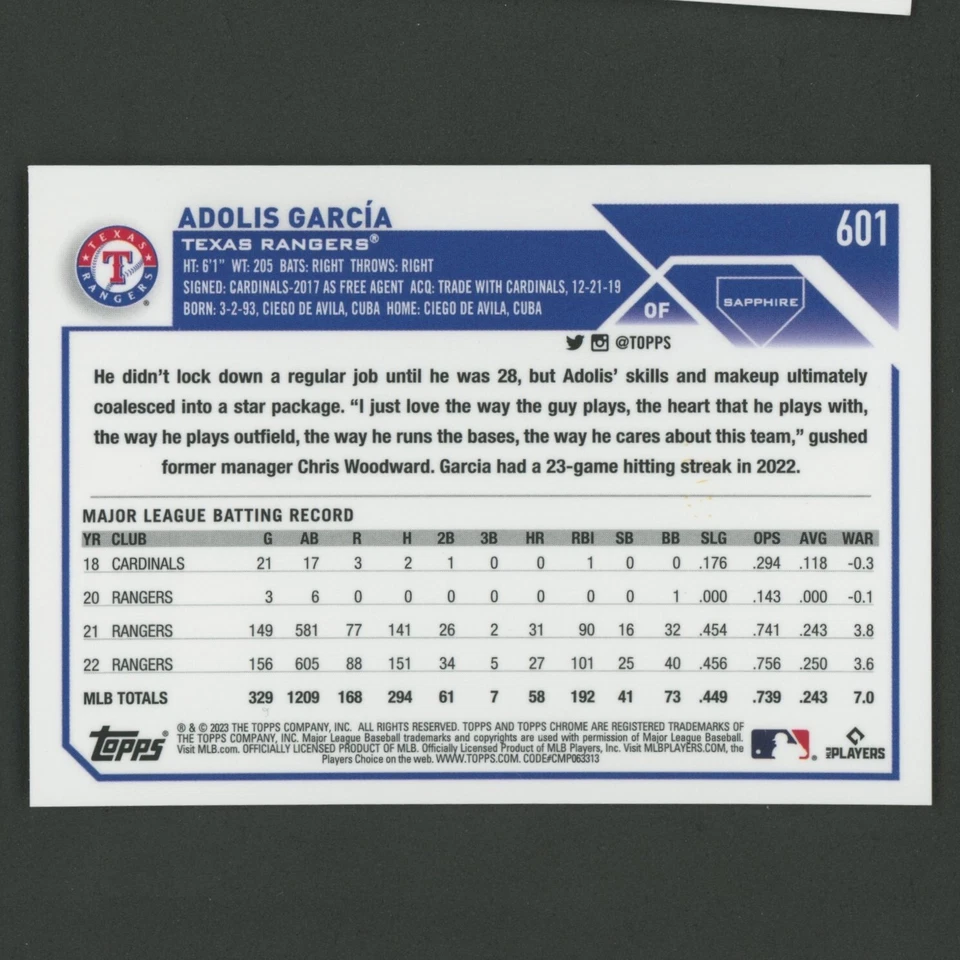 ADOLIS GARCÍA
601
TEXAS RANGERS®
HT: 6'1" WT: 205 BATS: RIGHT THROWS: RIGHT
SIGNED: CARDINALS-2017 AS FREE AGENT ACQ: TRADE WITH CARDINALS, 12-21-19
BORN: 3-2-93, CIEGO DE AVILA, CUBA HOME: CIEGO DE AVILA, CUBA
TEXAS
T
RANGERS
®
OF
SAPPHIRE
@TOPPS
He didn't lock down a regular job until he was 28, but Adolis' skills and makeup ultimately
coalesced into a star package. “I just love the way the guy plays, the heart that he plays with,
the way he plays outfield, the way he runs the bases, the way he cares about this team,” gushed
former manager Chris Woodward. Garcia had a 23-game hitting streak in 2022.
MAJOR LEAGUE BATTING RECORD
YR CLUB G AB R H 2B 3B HR RBI SB BB SLG OPS AVG WAR
18 CARDINALS 21 17 3 2 1 0 0 1 0 0 .176 .294 .118 -0.3
20 RANGERS 3 6 0 0 0 0 0 0 0 1 .000 .143 .000 -0.1
21 RANGERS 149 581 77 141 26 2 31 90 16 32 .454 .741 .243 3.8
22 RANGERS 156 605 88 151 34 5 27 101 25 40 .456 .756 .250 3.6
MLB TOTALS 329 1209 168 294 61 7 58 192 41 73 .449 .739 .243 7.0
Topps®
® & © 2023 THE TOPPS COMPANY, INC. ALL RIGHTS RESERVED. TOPPS AND TOPPS CHROME ARE REGISTERED TRADEMARKS OF
THE TOPPS COMPANY, INC. Major League Baseball trademarks and copyrights are used with permission of Major League Baseball.
Visit MLB.com. OFFICIALLY LICENSED PRODUCT OF MLB. Officially Licensed Product of MLB Players, Inc. Visit MLBPLAYERS.COM, the
Players Choice on the web. WWW.TOPPS.COM. CODE#CMP063313
®
MLB PLAYERS